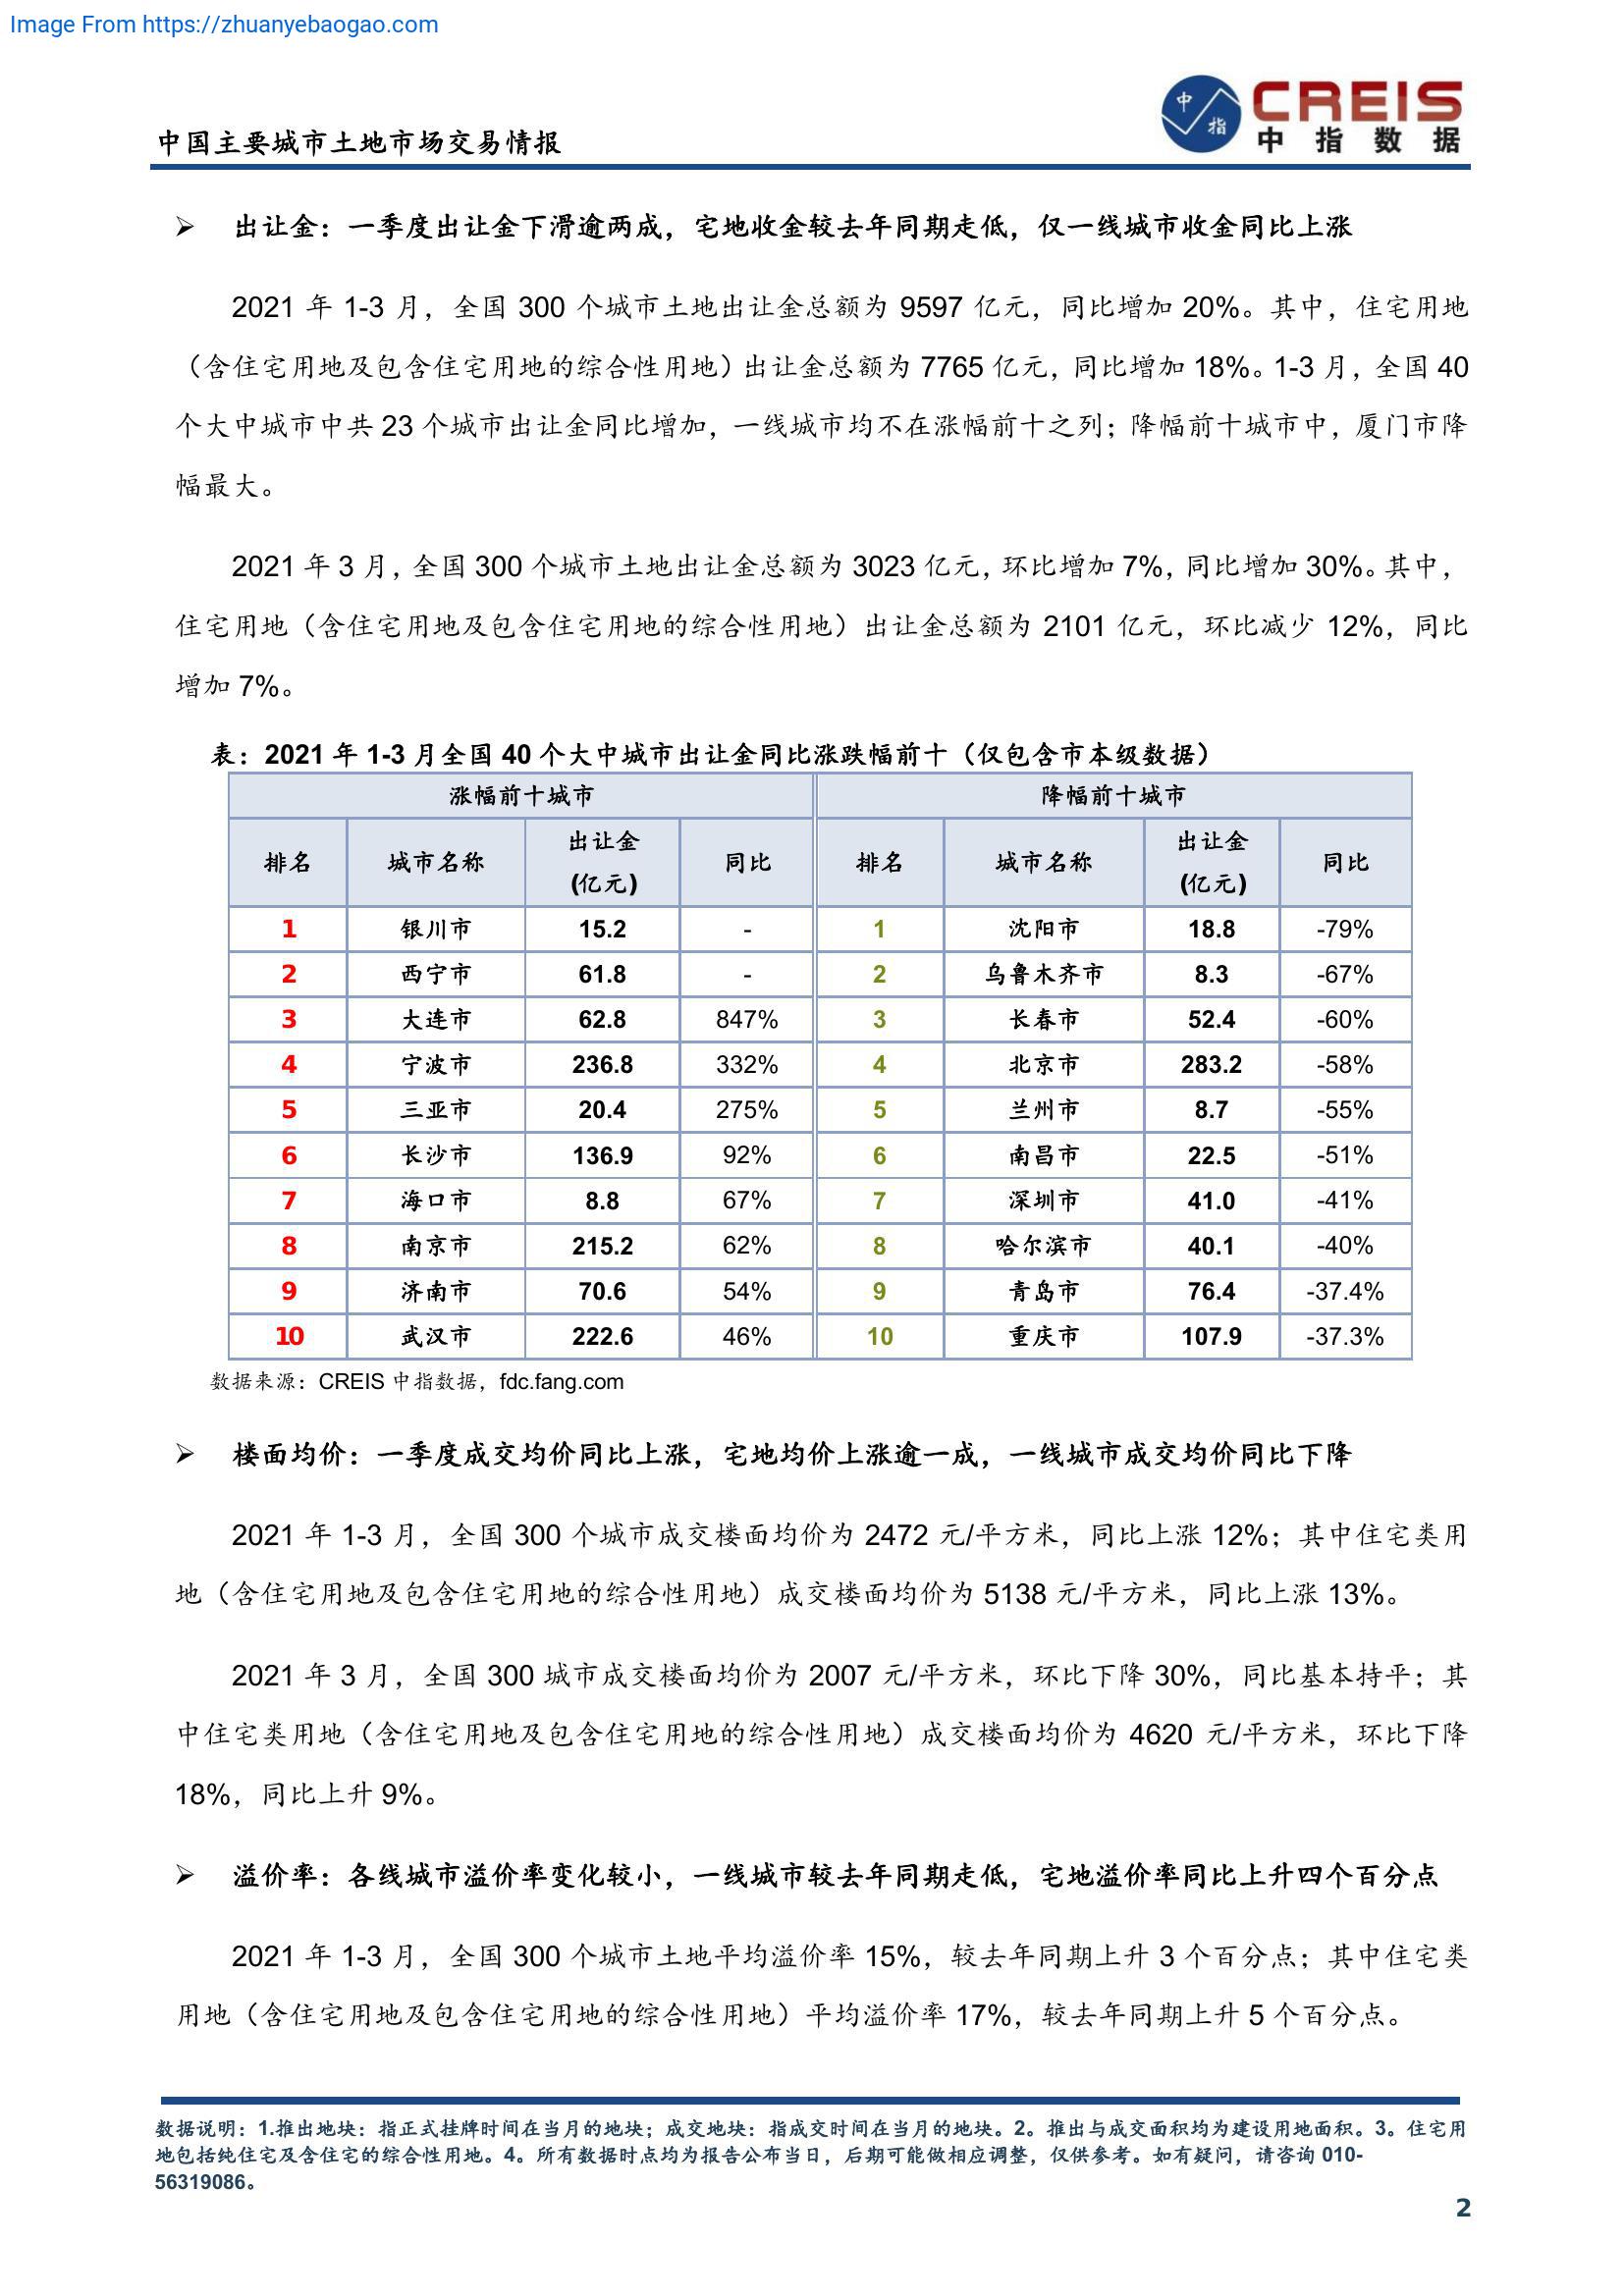 Image From https://zhuanyebaogao.com
中国主要城市土地市场交易情报
中
指
CREIS
中指数据
➢ 出让金：一季度出让金下滑逾两成，宅地收金较去年同期走低，仅一线城市收金同比上涨
2021 年 1-3 月，全国 300 个城市土地出让金总额为 9597 亿元，同比增加 20%。其中，住宅用地
（含住宅用地及包含住宅用地的综合性用地）出让金总额为 7765 亿元，同比增加 18%。1-3 月，全国 40
个大中城市中共 23 个城市出让金同比增加，一线城市均不在涨幅前十之列；降幅前十城市中，厦门市降
幅最大。
2021 年 3 月，全国 300 个城市土地出让金总额为 3023 亿元，环比增加 7%，同比增加 30%。其中，
住宅用地（含住宅用地及包含住宅用地的综合性用地）出让金总额为 2101 亿元，环比减少 12%，同比
增加 7%。
表：2021 年 1-3 月全国 40 个大中城市出让金同比涨跌幅前十（仅包含市本级数据）
涨幅前十城市 降幅前十城市
排名 城市名称 出让金(亿元) 同比 排名 城市名称 出让金(亿元) 同比
1 银川市 15.2 - 1 沈阳市 18.8 -79%
2 西宁市 61.8 - 2 乌鲁木齐市 8.3 -67%
3 大连市 62.8 847% 3 长春市 52.4 -60%
4 宁波市 236.8 332% 4 北京市 283.2 -58%
5 三亚市 20.4 275% 5 兰州市 8.7 -55%
6 长沙市 136.9 92% 6 南昌市 22.5 -51%
7 海口市 8.8 67% 7 深圳市 41.0 -41%
8 南京市 215.2 62% 8 哈尔滨市 40.1 -40%
9 济南市 70.6 54% 9 青岛市 76.4 -37.4%
10 武汉市 222.6 46% 10 重庆市 107.9 -37.3%
数据来源：CREIS 中指数据，fdc.fang.com
➢ 楼面均价：一季度成交均价同比上涨，宅地均价上涨逾一成，一线城市成交均价同比下降
2021 年 1-3 月，全国 300 个城市成交楼面均价为 2472 元/平方米，同比上涨 12%；其中住宅类用
地（含住宅用地及包含住宅用地的综合性用地）成交楼面均价为 5138 元/平方米，同比上涨 13%。
2021 年 3 月，全国 300 城市成交楼面均价为 2007 元/平方米，环比下降 30%，同比基本持平；其
中住宅类用地（含住宅用地及包含住宅用地的综合性用地）成交楼面均价为 4620 元/平方米，环比下降
18%，同比上升 9%。
➢ 溢价率：各线城市溢价率变化较小，一线城市较去年同期走低，宅地溢价率同比上升四个百分点
2021 年 1-3 月，全国 300 个城市土地平均溢价率 15%，较去年同期上升 3 个百分点；其中住宅类
用地（含住宅用地及包含住宅用地的综合性用地）平均溢价率 17%，较去年同期上升 5 个百分点。
数据说明：1.推出地块：指正式挂牌时间在当月的地块；成交地块：指成交时间在当月的地块。2。推出与成交面积均为建设用地面积。3。住宅用
地包括纯住宅及含住宅的综合性用地。4。所有数据时点均为报告公布当日，后期可能做相应调整，仅供参考。如有疑问，请咨询 010-
56319086。
2